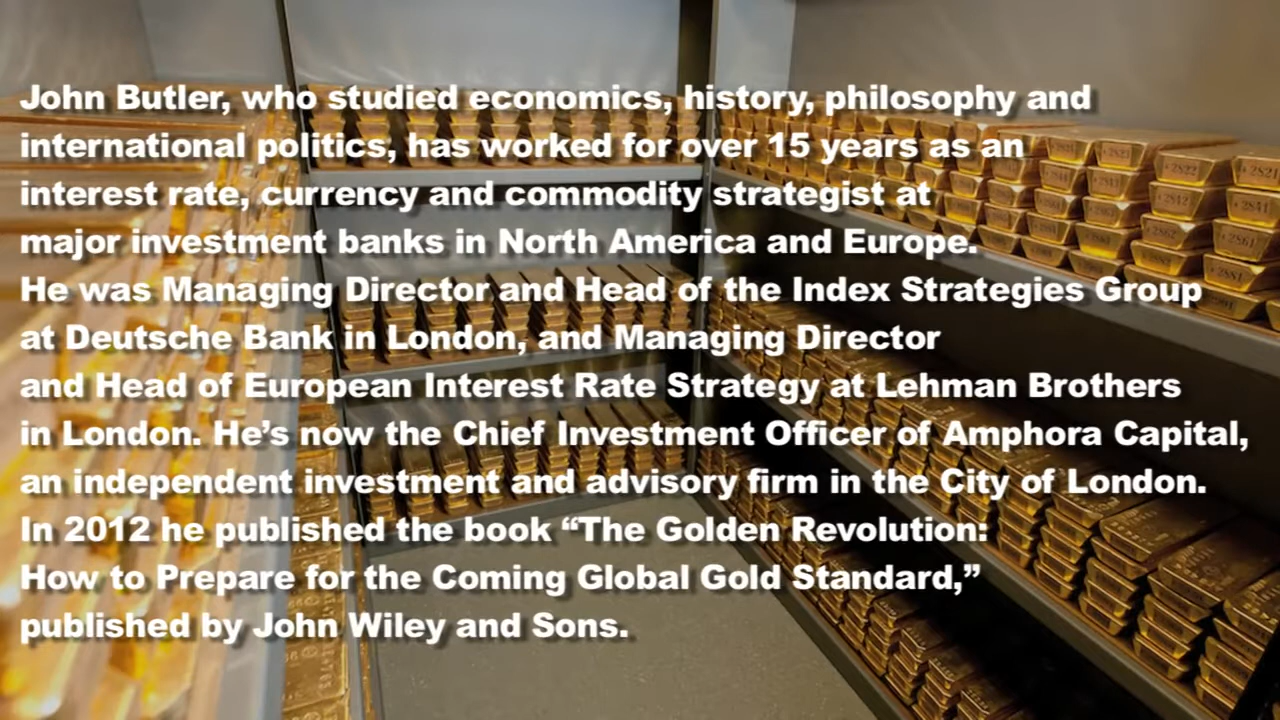 John Butler, who studied economics, history, philosophy and
international politics, has worked for over 15 years as an
interest rate, currency and commodity strategist at
major investment banks in North America and Europe.
He was Managing Director and Head of the Index Strategies Group
at Deutsche Bank in London, and Managing Director
and Head of European Interest Rate Strategy at Lehman Brothers
in London. He’s now the Chief Investment Officer of Amphora Capital,
an independent investment and advisory firm in the City of London.
In 2012 he published the book “The Golden Revolution:
How to Prepare for the Coming Global Gold Standard,”
published by John Wiley and Sons.